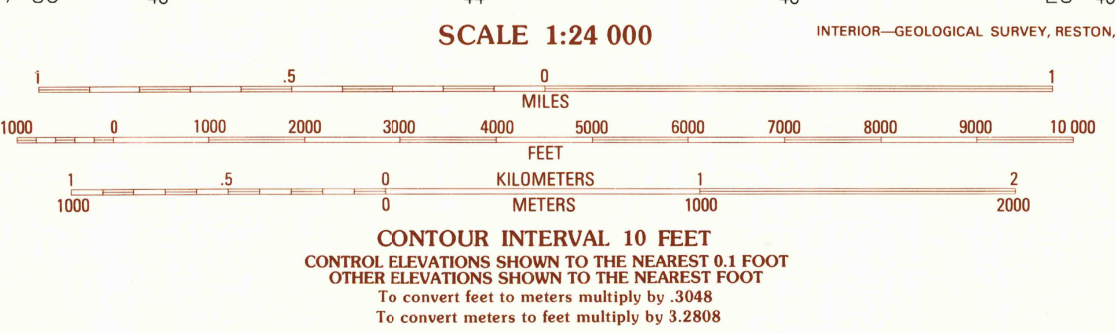 SCALE 1:24 000
INTERIOR—GEOLOGICAL SURVEY, RESTON,
1 .5 0 1
MILES
1000 0 1000 2000 3000 4000 5000 6000 7000 8000 9000 10 000
FEET
1 .5 0 KILOMETERS 1 2
1000 0 METERS 1000 2000
CONTOUR INTERVAL 10 FEET
CONTROL ELEVATIONS SHOWN TO THE NEAREST 0.1 FOOT
OTHER ELEVATIONS SHOWN TO THE NEAREST FOOT
To convert feet to meters multiply by .3048
To convert meters to feet multiply by 3.2808